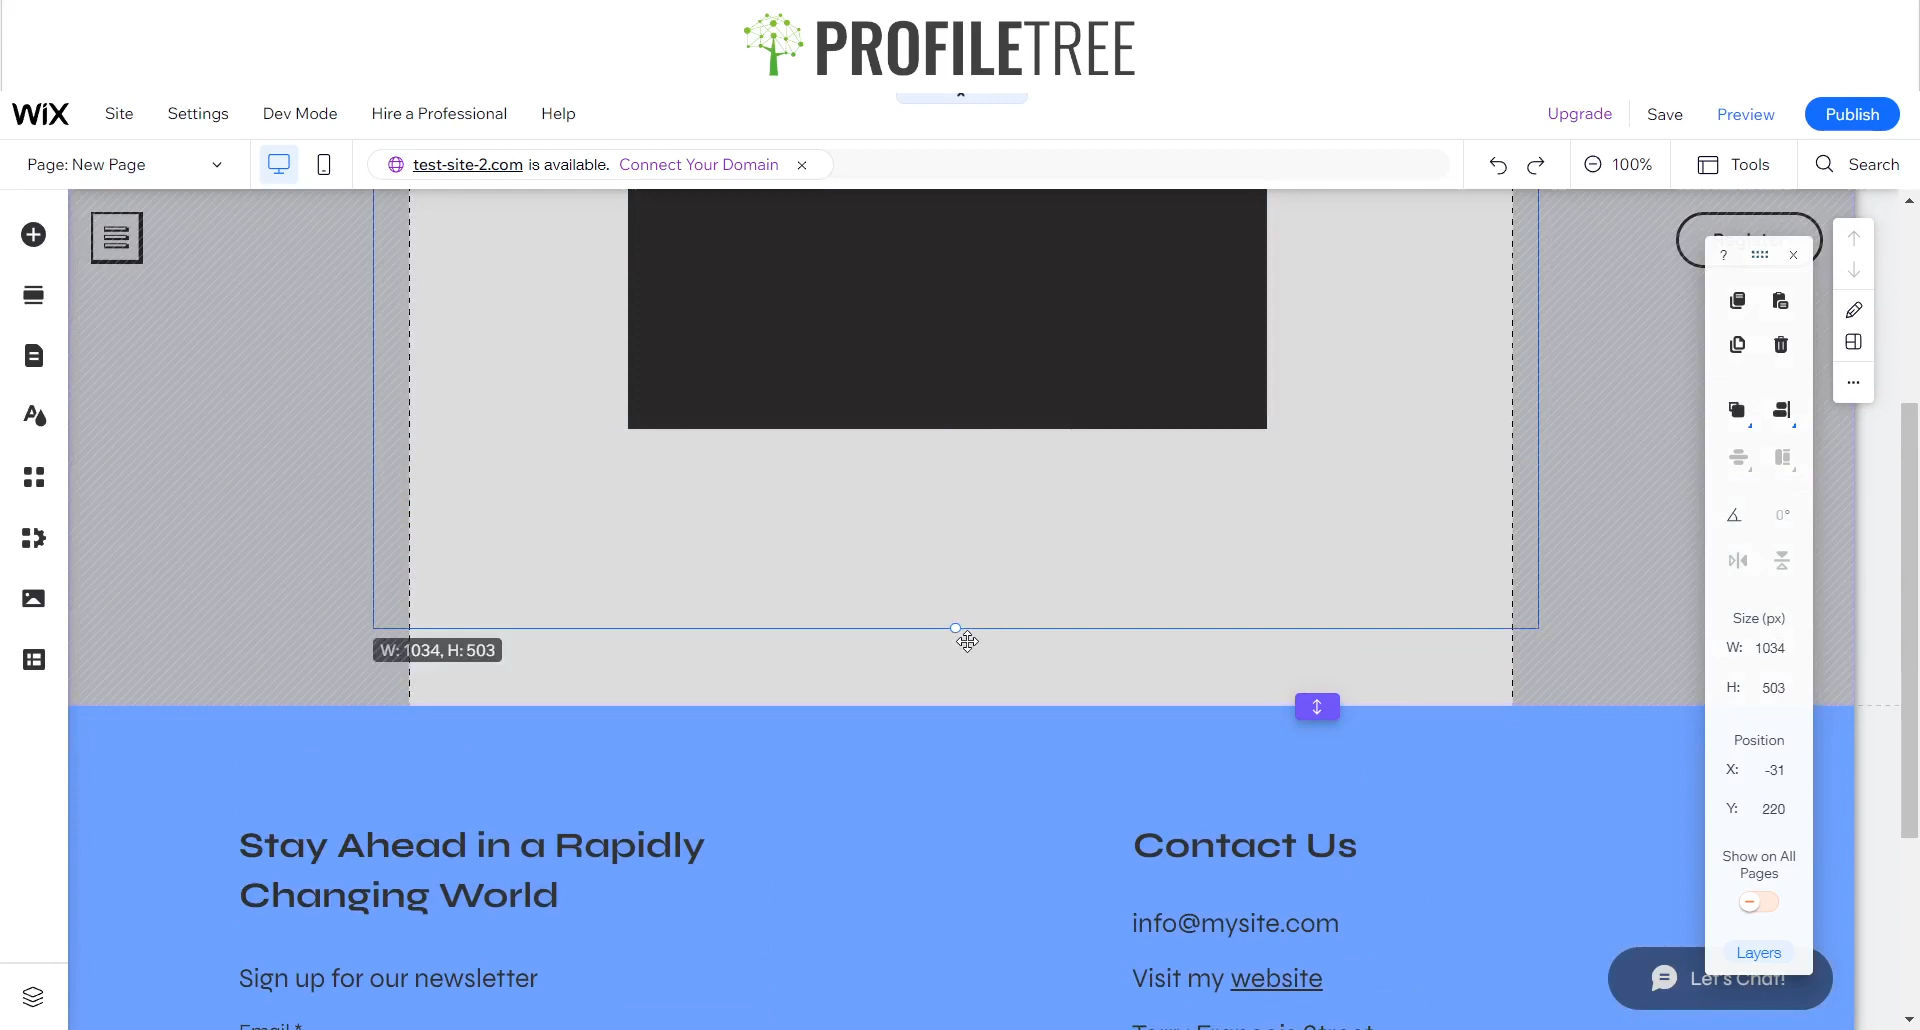 PROFILETREE
WiX Site Settings Dev Mode Hire a Professional Help Upgrade Save Preview Publish
Page: New Page test-site-2.com is available. Connect Your Domain 100% Tools Search
?
0°
Size (px)
W: 1034, H: 503
W: 1034
H: 503
Position
X: -31
Y: 220
Stay Ahead in a Rapidly
Changing World
Contact Us
Show on All
Pages
info@mysite.com
Layers
Sign up for our newsletter
Visit my website
Let's Chat!
Email *